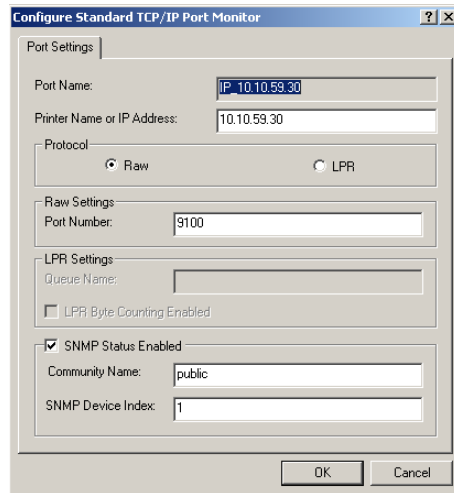 Configure Standard TCP/IP Port Monitor
Port Settings
Port Name: IP_10.10.59.30
Printer Name or IP Address: 10.10.59.30
Protocol
Raw LPR
Raw Settings
Port Number: 9100
LPR Settings
Queue Name:
LPR Byte Counting Enabled
SNMP Status Enabled
Community Name: public
SNMP Device Index: 1
OK Cancel